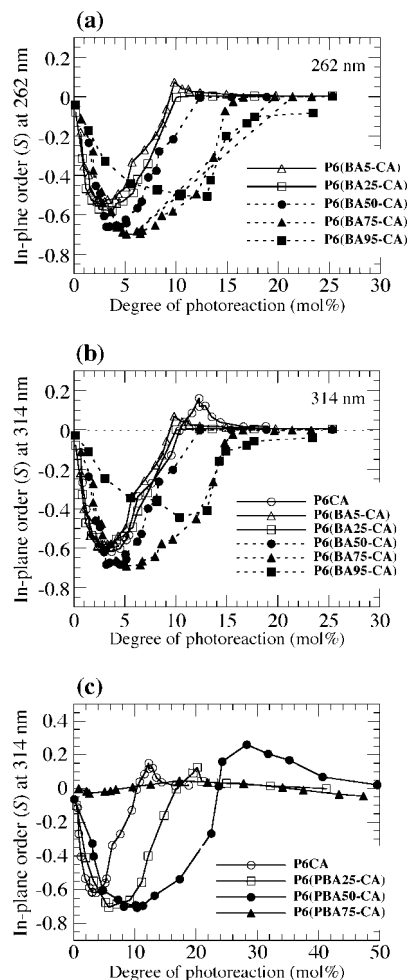 (a)
In-plne order (S) at 262 nm
0.2
0
-0.2
-0.4
-0.6
-0.8
262 nm
P6(BA5-CA)
P6(BA25-CA)
P6(BA50-CA)
P6(BA75-CA)
P6(BA95-CA)
0 5 10 15 20 25 30
Degree of photoreaction (mol%)
(b)
In-plane order (S) at 314 nm
0.2
0
-0.2
-0.4
-0.6
-0.8
314 nm
P6CA
P6(BA5-CA)
P6(BA25-CA)
P6(BA50-CA)
P6(BA75-CA)
P6(BA95-CA)
0 5 10 15 20 25 30
Degree of photoreaction (mol%)
(c)
In-plane order (S) at 314 nm
0.4
0.2
0
-0.2
-0.4
-0.6
-0.8
P6CA
P6(PBA25-CA)
P6(PBA50-CA)
P6(PBA75-CA)
0 10 20 30 40 50
Degree of photoreaction (mol%)